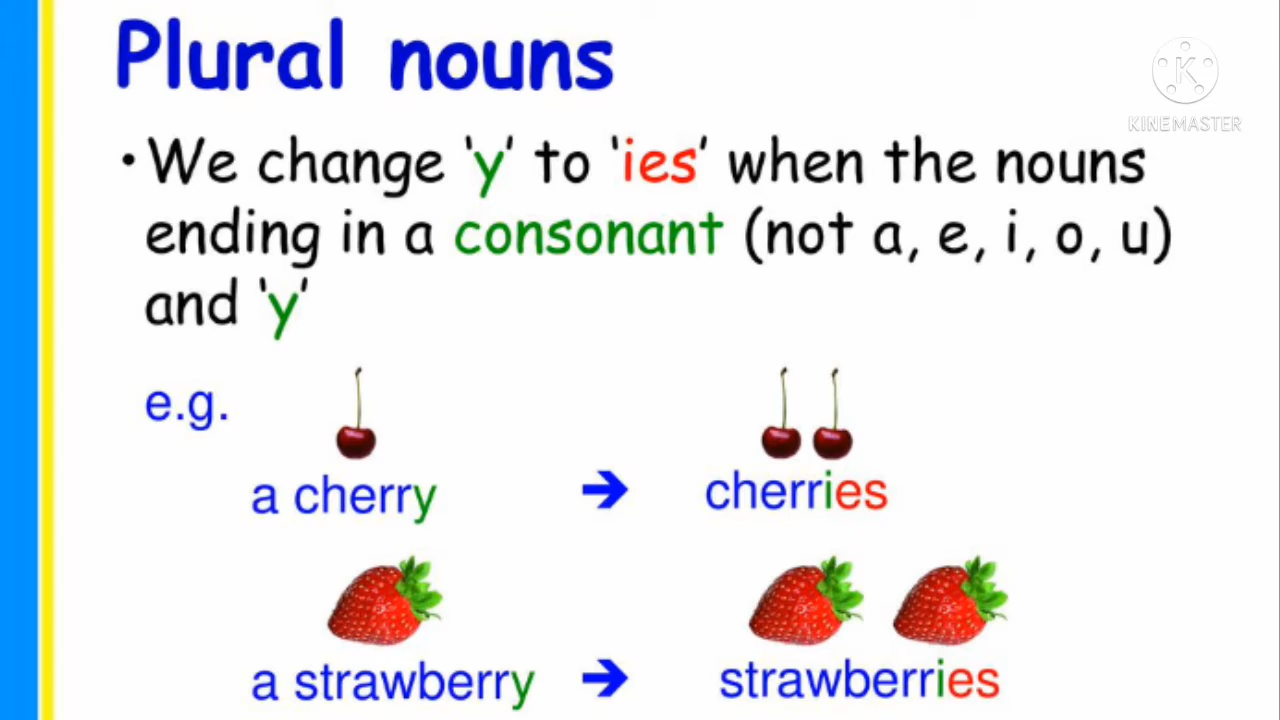 Plural nouns
K
KINEMASTER
• We change ‘y’ to ‘ies’ when the nouns
ending in a consonant (not a, e, i, o, u)
and ‘y’
e.g.
a cherry ➔ cherries
a strawberry ➔ strawberries